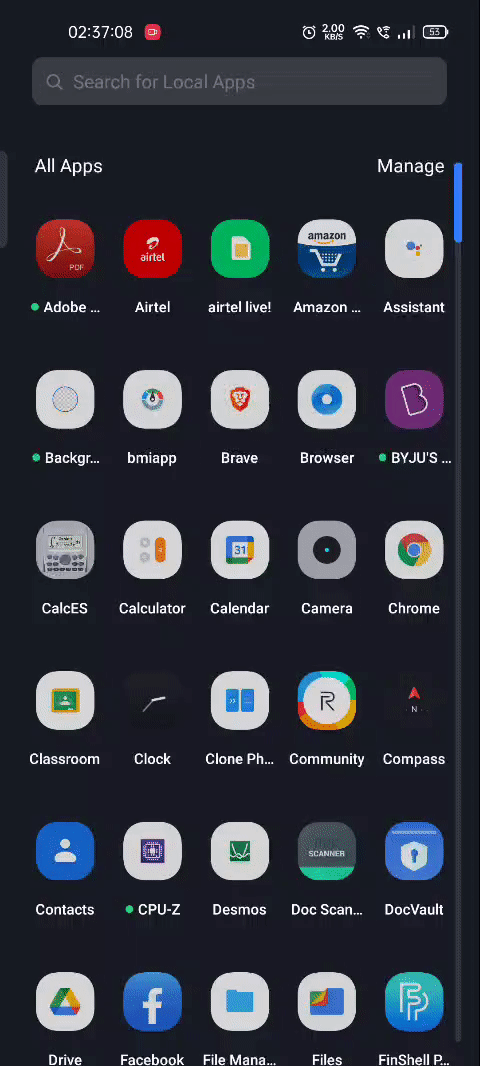 02:37:08 2.00 KB/S 53
Search for Local Apps
All Apps Manage
PDF airtel amazon
Adobe ... Airtel airtel live! Amazon ... Assistant
Backgr... bmiapp Brave Browser BYJU'S ...
31
CalcES Calculator Calendar Camera Chrome
N
Classroom Clock Clone Ph... Community Compass
SCANNER
Contacts CPU-Z Desmos Doc Scan... DocVault
Drive Facebook File Mana... Files FinShell P...